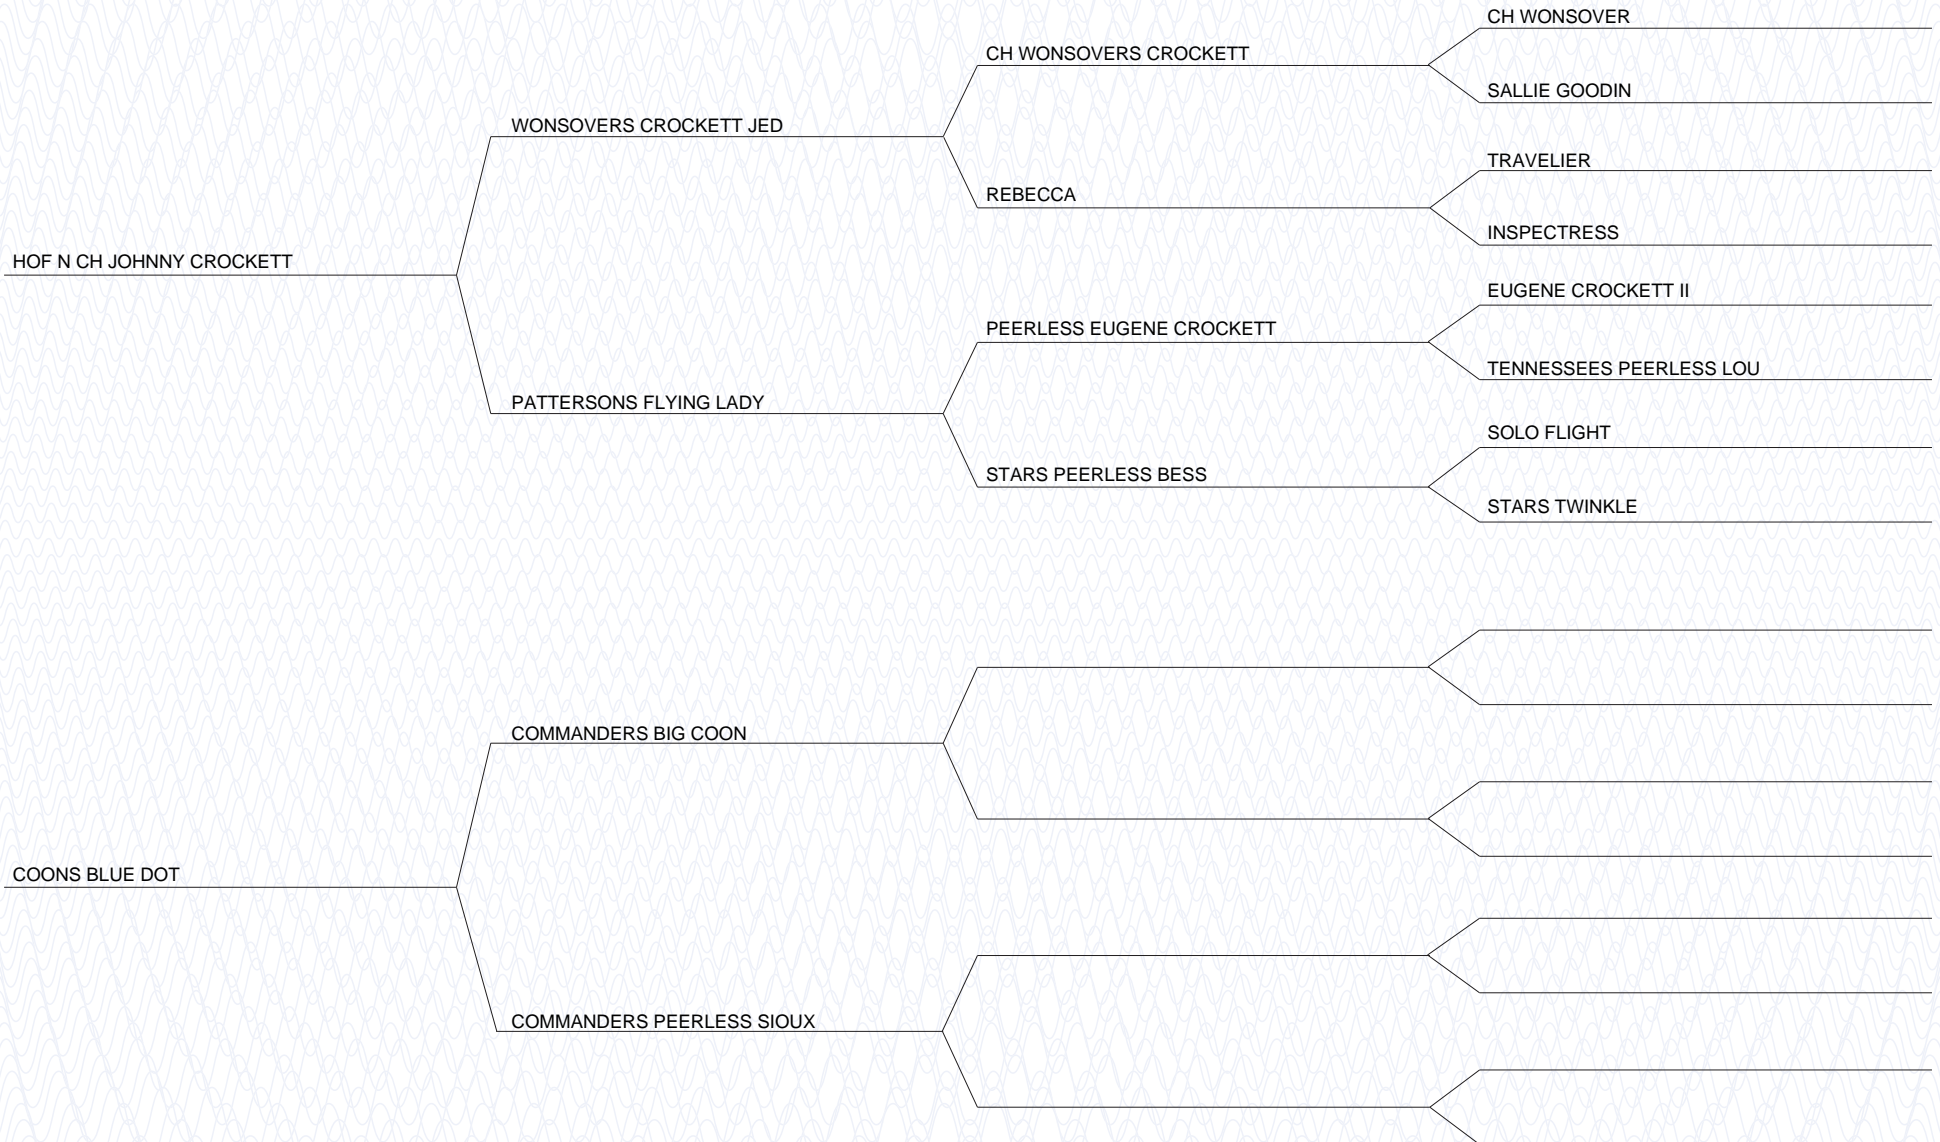 CH WONSOVER
CH WONSOVERS CROCKETT
SALLIE GOODIN
WONSOVERS CROCKETT JED
TRAVELIER
REBECCA
INSPECTRESS
HOF N CH JOHNNY CROCKETT
EUGENE CROCKETT II
PEERLESS EUGENE CROCKETT
TENNESSEES PEERLESS LOU
PATTERSONS FLYING LADY
SOLO FLIGHT
STARS PEERLESS BESS
STARS TWINKLE
COMMANDERS BIG COON
COONS BLUE DOT
COMMANDERS PEERLESS SIOUX